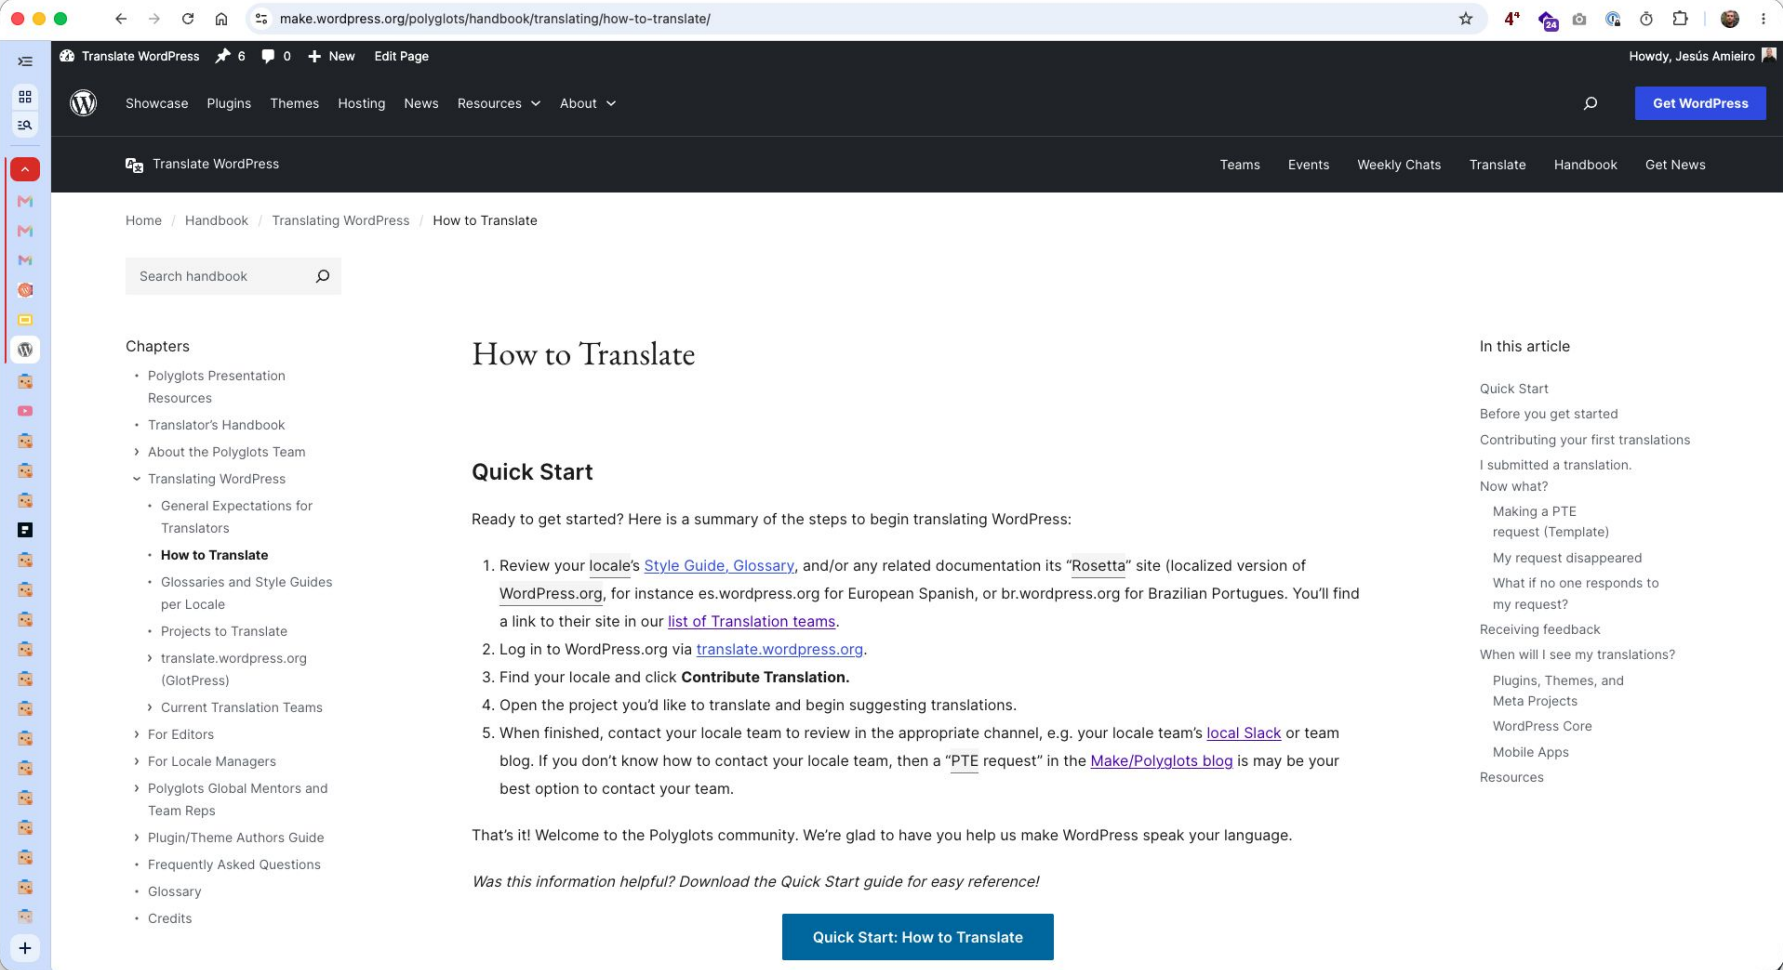 make.wordpress.org/polyglots/handbook/translating/how-to-translate/
4⁴
24
Translate WordPress 6 0 New Edit Page
Howdy, Jesús Amieiro
Showcase Plugins Themes Hosting News Resources About
Get WordPress
Translate WordPress
Teams Events Weekly Chats Translate Handbook Get News
Home / Handbook / Translating WordPress / How to Translate
Search handbook
Chapters
• Polyglots Presentation
Resources
• Translator’s Handbook
About the Polyglots Team
Translating WordPress
• General Expectations for
Translators
• How to Translate
• Glossaries and Style Guides
per Locale
• Projects to Translate
translate.wordpress.org
(GlotPress)
Current Translation Teams
For Editors
For Locale Managers
Polyglots Global Mentors and
Team Reps
Plugin/Theme Authors Guide
• Frequently Asked Questions
• Glossary
• Credits
How to Translate
Quick Start
Ready to get started? Here is a summary of the steps to begin translating WordPress:
1. Review your locale’s Style Guide, Glossary, and/or any related documentation its “Rosetta” site (localized version of
WordPress.org, for instance es.wordpress.org for European Spanish, or br.wordpress.org for Brazilian Portugues. You’ll find
a link to their site in our list of Translation teams.
2. Log in to WordPress.org via translate.wordpress.org.
3. Find your locale and click Contribute Translation.
4. Open the project you’d like to translate and begin suggesting translations.
5. When finished, contact your locale team to review in the appropriate channel, e.g. your locale team’s local Slack or team
blog. If you don’t know how to contact your locale team, then a “PTE request” in the Make/Polyglots blog is may be your
best option to contact your team.
That’s it! Welcome to the Polyglots community. We’re glad to have you help us make WordPress speak your language.
Was this information helpful? Download the Quick Start guide for easy reference!
Quick Start: How to Translate
In this article
Quick Start
Before you get started
Contributing your first translations
I submitted a translation.
Now what?
Making a PTE
request (Template)
My request disappeared
What if no one responds to
my request?
Receiving feedback
When will I see my translations?
Plugins, Themes, and
Meta Projects
WordPress Core
Mobile Apps
Resources